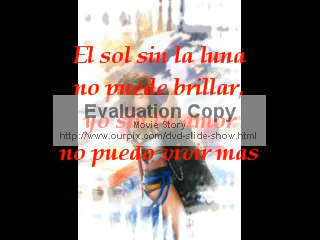 El sol sin la luna
no puede brillar,
Evaluation Copy
yo
Movie Story
http://www.ourpix.com/dvd-slide-show.html
no puedo vivir mas